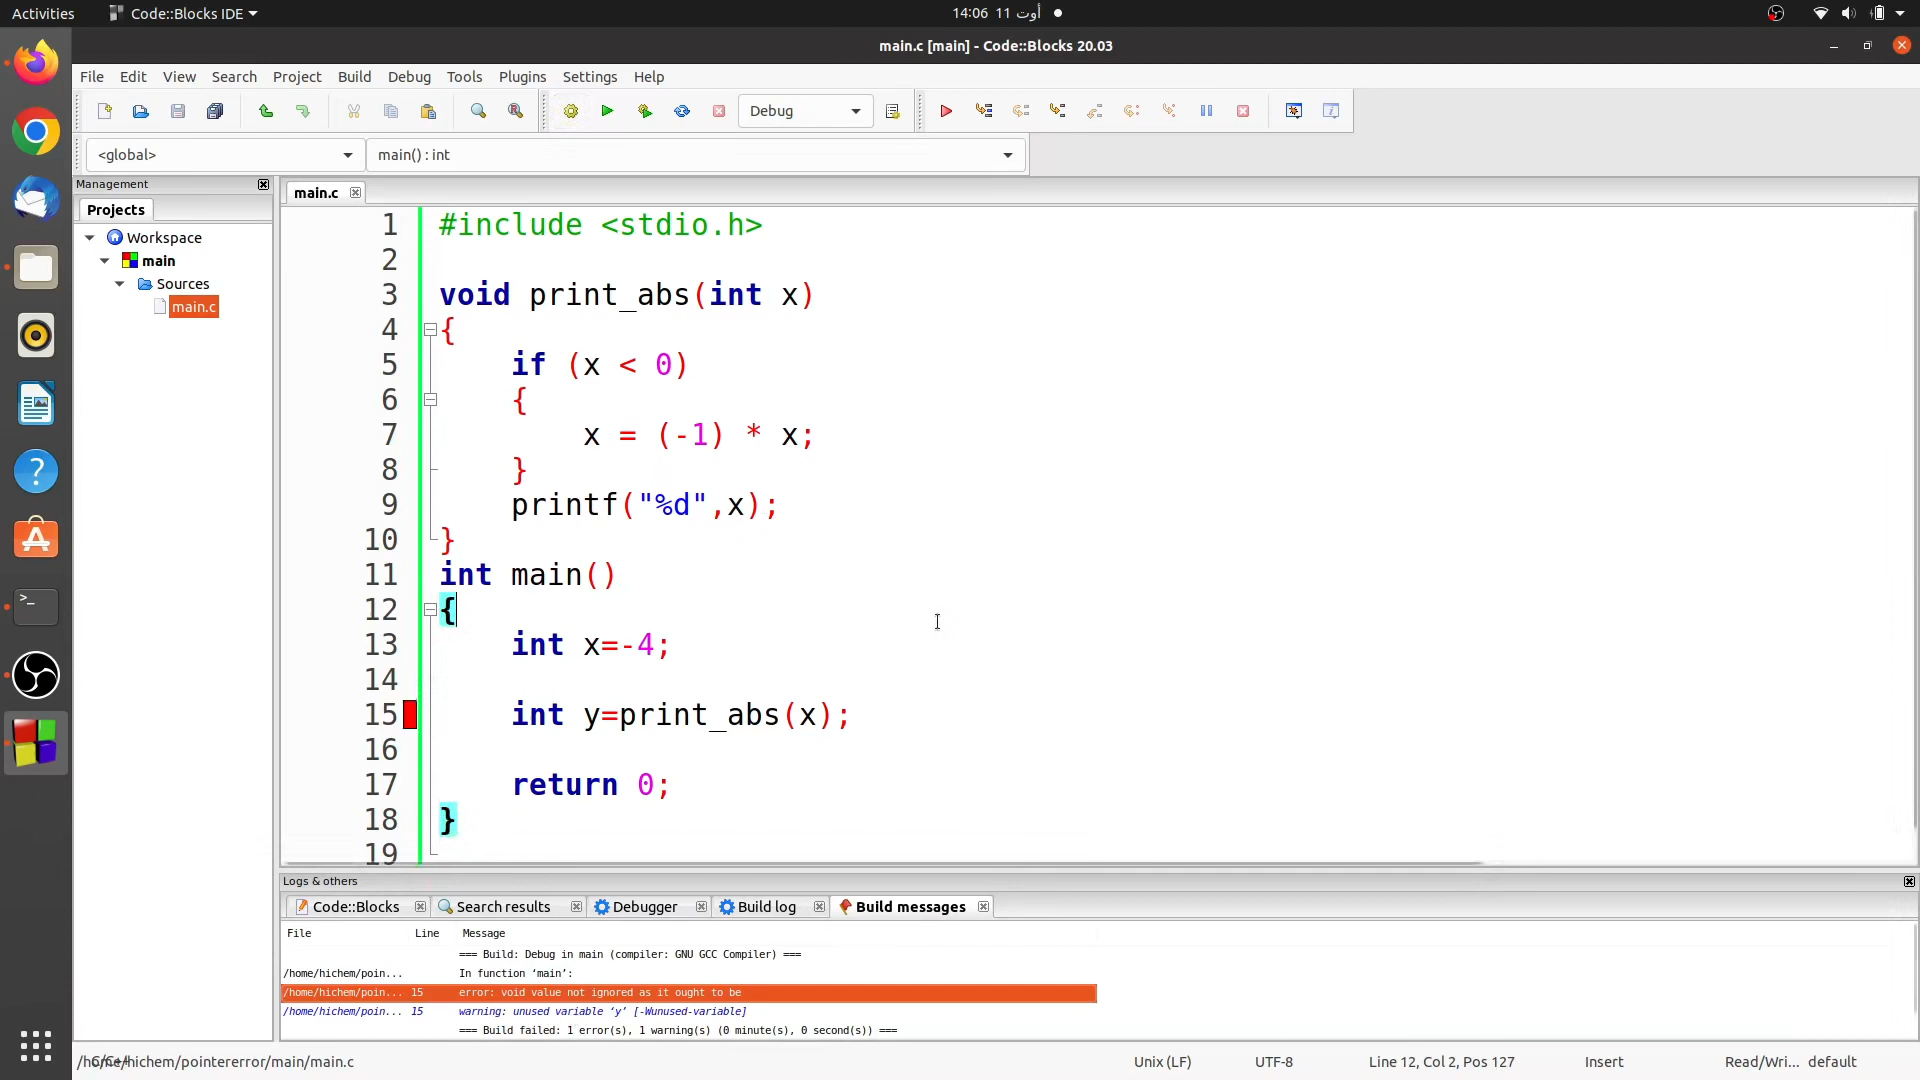 Activities Code::Blocks IDE 14:06 11 أوت
main.c [main] - Code::Blocks 20.03
File Edit View Search Project Build Debug Tools Plugins Settings Help
Debug
<global> main() : int
Management
Projects
Workspace
main
Sources
main.c
main.c
1 #include <stdio.h>
2
3 void print_abs(int x)
4 {
5 if (x < 0)
6 {
7 x = (-1) * x;
8 }
9 printf("%d",x);
10 }
11 int main()
12 {
13 int x=-4;
14
15 int y=print_abs(x);
16
17 return 0;
18 }
19
Logs & others
Code::Blocks Search results Debugger Build log Build messages
File Line Message
=== Build: Debug in main (compiler: GNU GCC Compiler) ===
/home/hichem/poin... In function ‘main’:
/home/hichem/poin... 15 error: void value not ignored as it ought to be
/home/hichem/poin... 15 warning: unused variable ‘y’ [-Wunused-variable]
=== Build failed: 1 error(s), 1 warning(s) (0 minute(s), 0 second(s)) ===
/home/hichem/pointererror/main/main.c C/C++ Unix (LF) UTF-8 Line 12, Col 2, Pos 127 Insert Read/Wri... default